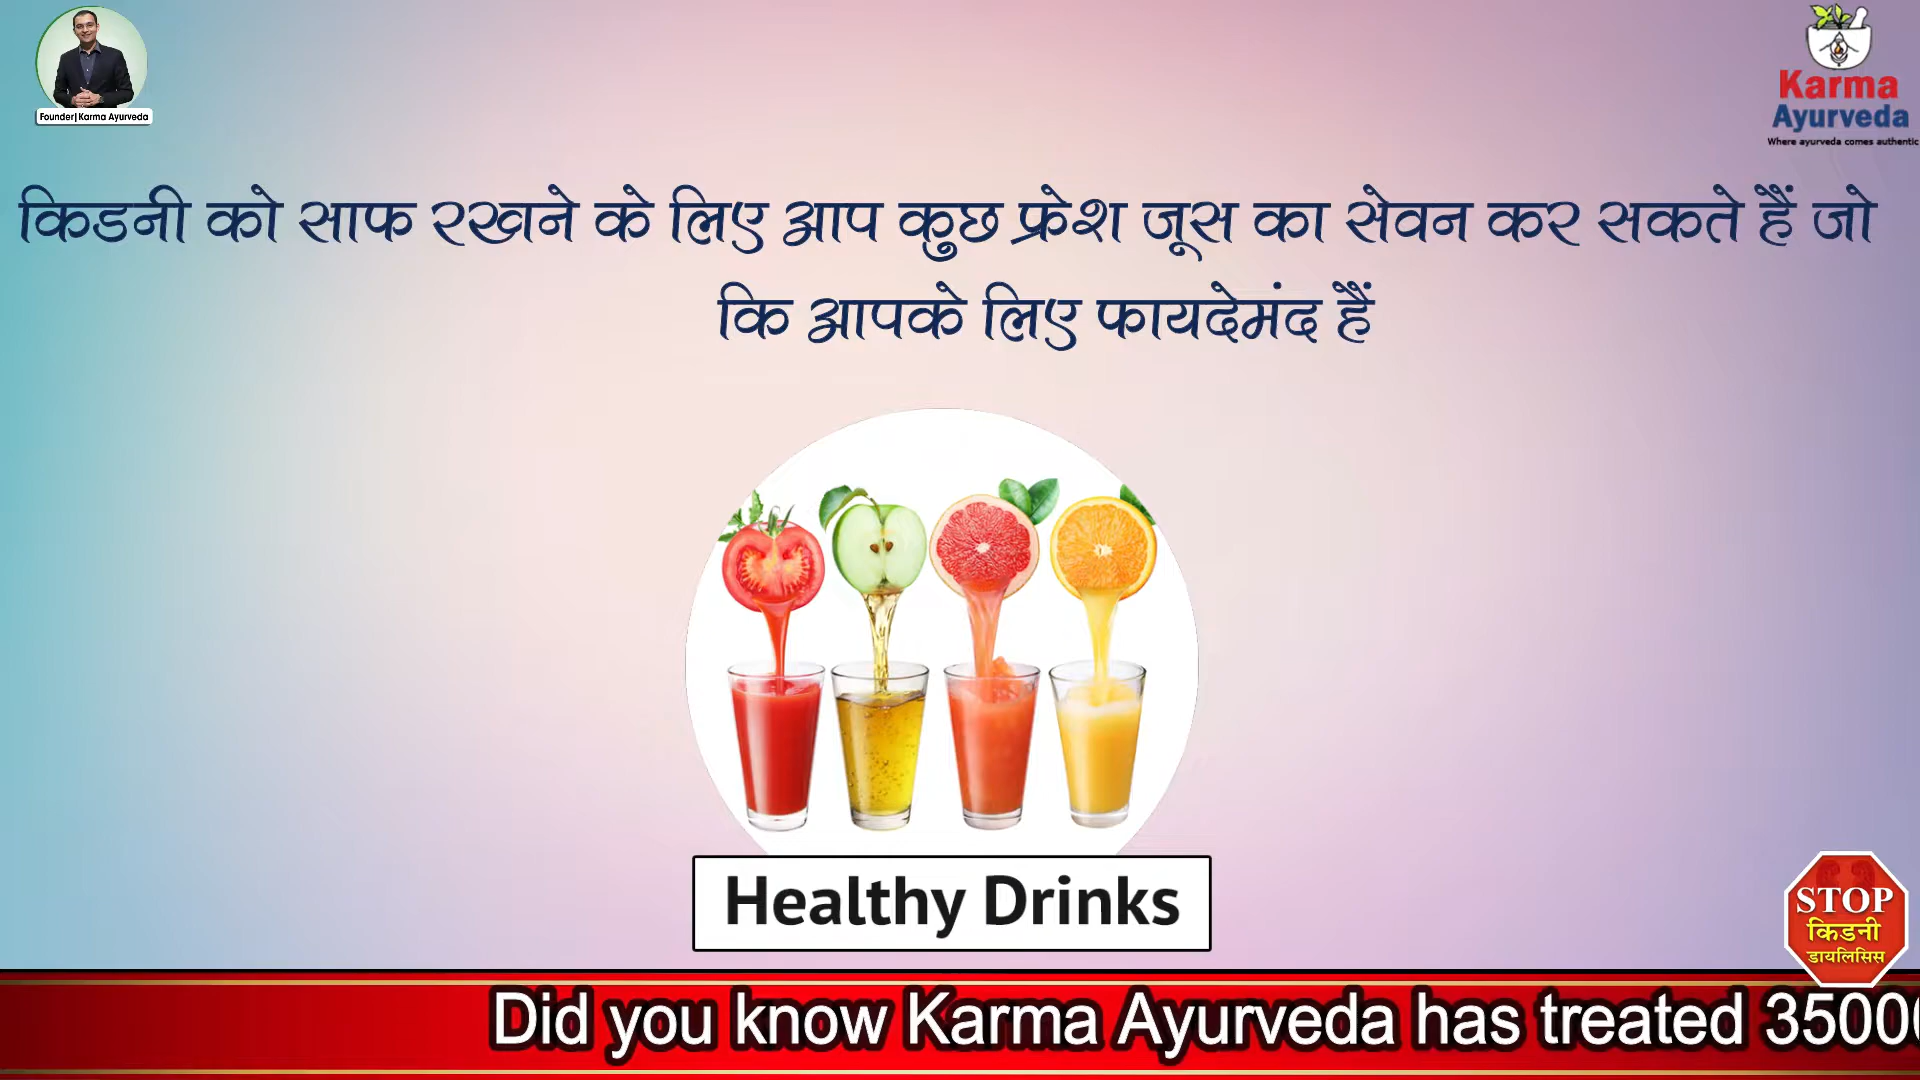 Founder|Karma Ayurveda
Karma
Ayurveda
Where ayurveda comes authentic
किडनी को साफ रखने के लिए आप कुछ फ्रेश जूस का सेवन कर सकते हैं जो
कि आपके लिए फायदेमंद हैं
Healthy Drinks
STOP
किडनी
डायलिसिस
Did you know Karma Ayurveda has treated 3500